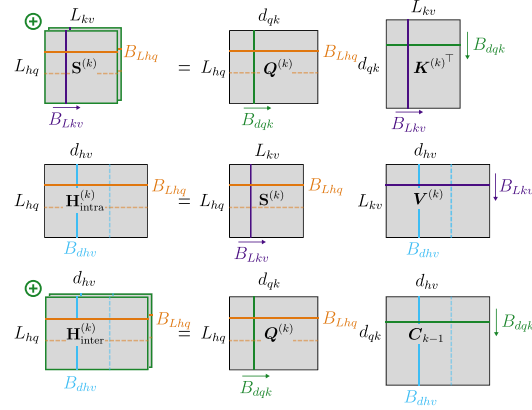 ⊕ L_{kv} d_{qk} L_{kv}
L_{hq} S^{(k)} B_{Lhq} = L_{hq} Q^{(k)} d_{qk} K^{(k)⊤} B_{dqk}
B_{Lkv} B_{dqk} B_{Lkv}
d_{hv} L_{kv} d_{hv}
L_{hq} H^{(k)}_{intra} B_{Lhq} = L_{hq} S^{(k)} B_{Lhq} L_{kv} V^{(k)} B_{Lkv}
B_{dhv} B_{Lkv} B_{dhv}
⊕ d_{hv} d_{qk} d_{hv}
L_{hq} H^{(k)}_{inter} B_{Lhq} = L_{hq} Q^{(k)} B_{Lhq} d_{qk} C_{k-1} B_{dqk}
B_{dhv} B_{dqk} B_{dhv}